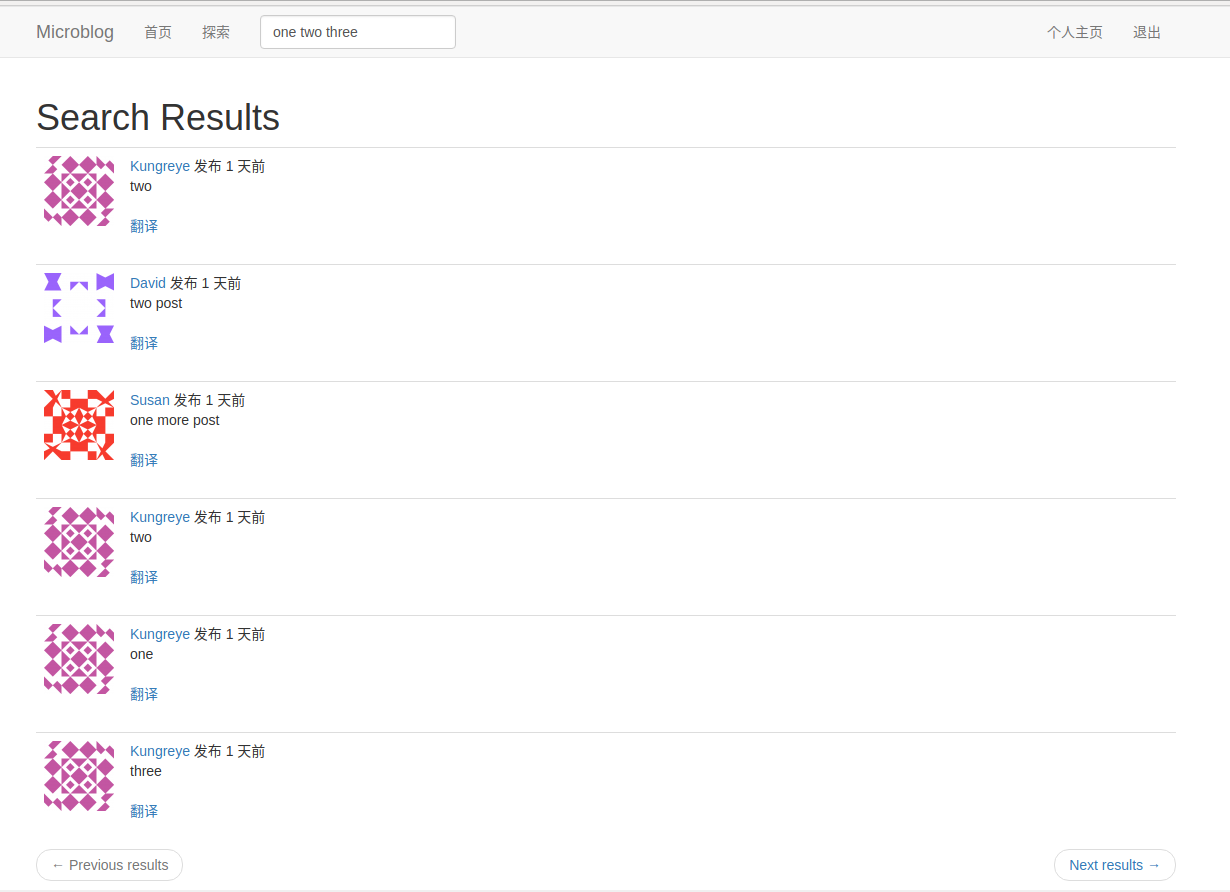 Microblog 首页 探索 one two three 个人主页 退出
Search Results
Kungreye 发布 1 天前
two
翻译
David 发布 1 天前
two post
翻译
Susan 发布 1 天前
one more post
翻译
Kungreye 发布 1 天前
two
翻译
Kungreye 发布 1 天前
one
翻译
Kungreye 发布 1 天前
three
翻译
← Previous results Next results →